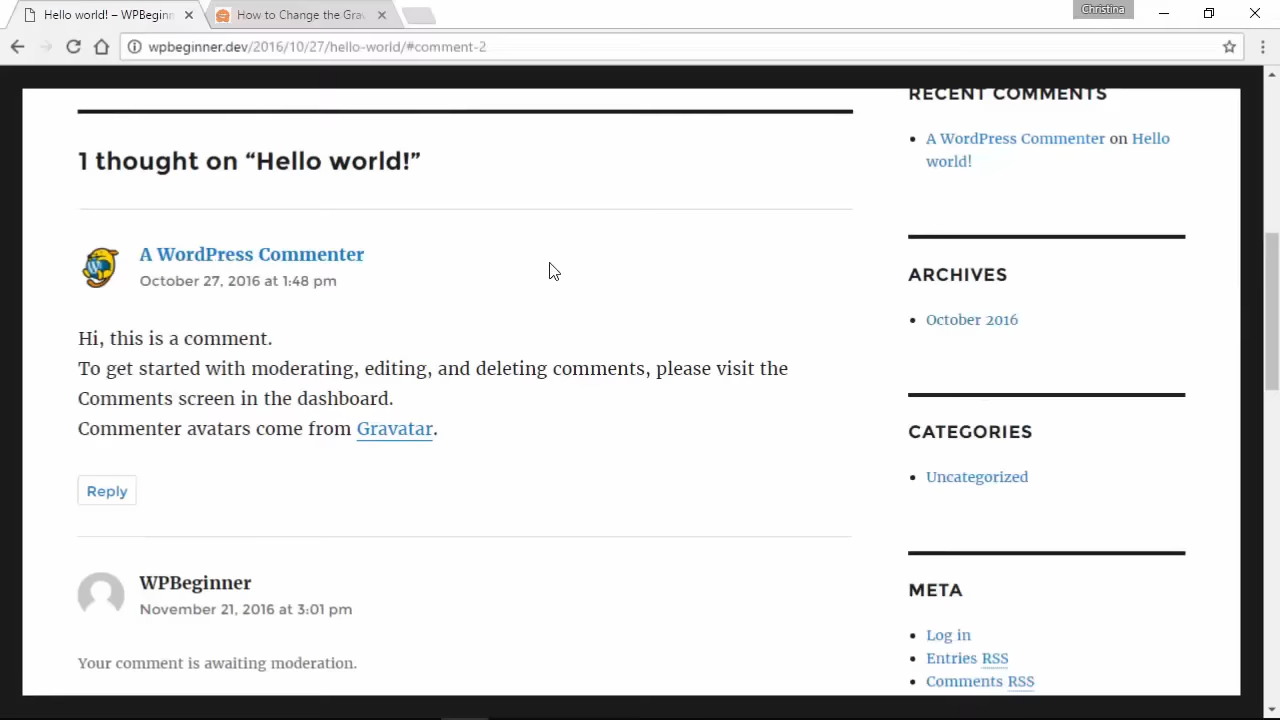 Hello world! – WPBeginn
How to Change the Gra
Christina
wpbeginner.dev/2016/10/27/hello-world/#comment-2
1 thought on “Hello world!”
A WordPress Commenter
October 27, 2016 at 1:48 pm
Hi, this is a comment.
To get started with moderating, editing, and deleting comments, please visit the
Comments screen in the dashboard.
Commenter avatars come from Gravatar.
Reply
WPBeginner
November 21, 2016 at 3:01 pm
Your comment is awaiting moderation.
RECENT COMMENTS
A WordPress Commenter on Hello
world!
ARCHIVES
October 2016
CATEGORIES
Uncategorized
META
Log in
Entries RSS
Comments RSS